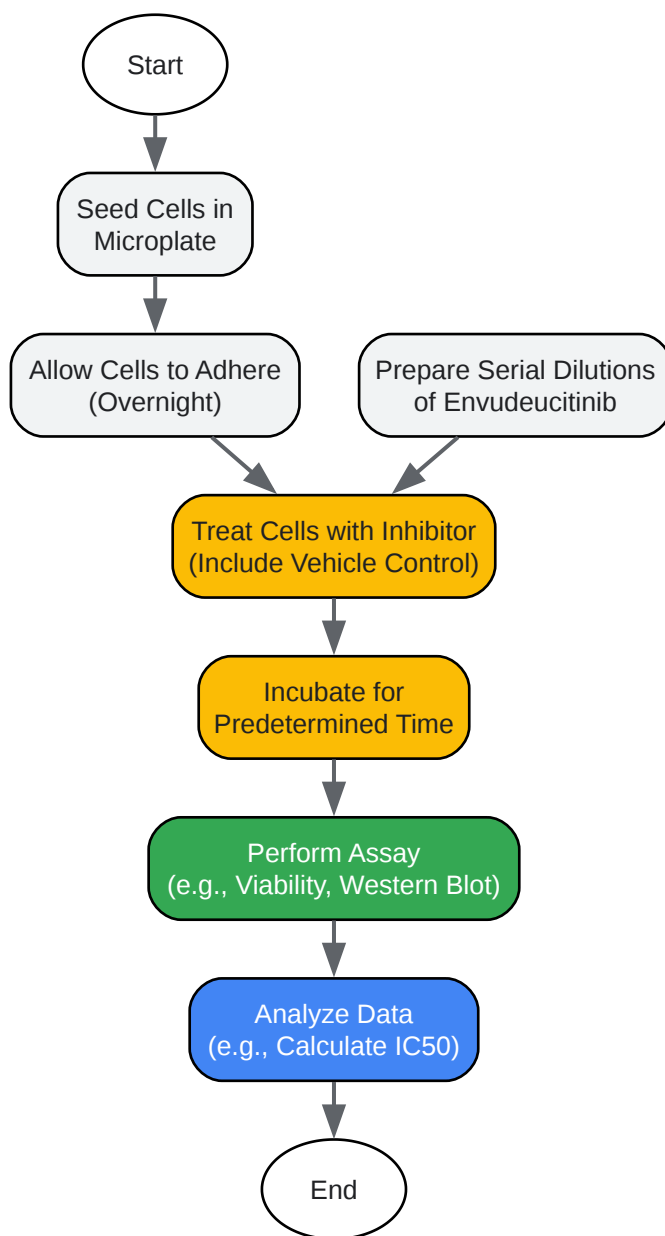 Start
Seed Cells in
Microplate
Allow Cells to Adhere
(Overnight)
Prepare Serial Dilutions
of Envudeucitinib
Treat Cells with Inhibitor
(Include Vehicle Control)
Incubate for
Predetermined Time
Perform Assay
(e.g., Viability, Western Blot)
Analyze Data
(e.g., Calculate IC50)
End